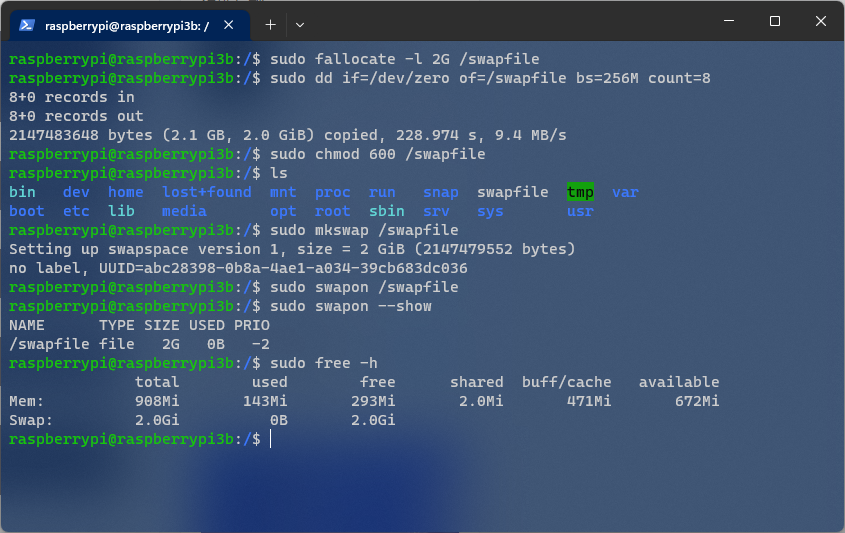 raspberrypi@raspberrypi3b: /
raspberrypi@raspberrypi3b:/$ sudo fallocate -l 2G /swapfile
raspberrypi@raspberrypi3b:/$ sudo dd if=/dev/zero of=/swapfile bs=256M count=8
8+0 records in
8+0 records out
2147483648 bytes (2.1 GB, 2.0 GiB) copied, 228.974 s, 9.4 MB/s
raspberrypi@raspberrypi3b:/$ sudo chmod 600 /swapfile
raspberrypi@raspberrypi3b:/$ ls
bin   dev  home  lost+found  mnt  proc  run   snap  swapfile  tmp  var
boot  etc  lib   media       opt  root  sbin  srv   sys       usr
raspberrypi@raspberrypi3b:/$ sudo mkswap /swapfile
Setting up swapspace version 1, size = 2 GiB (2147479552 bytes)
no label, UUID=abc28398-0b8a-4ae1-a034-39cb683dc036
raspberrypi@raspberrypi3b:/$ sudo swapon /swapfile
raspberrypi@raspberrypi3b:/$ sudo swapon --show
NAME      TYPE SIZE USED PRIO
/swapfile file   2G   0B   -2
raspberrypi@raspberrypi3b:/$ sudo free -h
              total        used        free      shared  buff/cache   available
Mem:          908Mi       143Mi       293Mi       2.0Mi       471Mi       672Mi
Swap:         2.0Gi          0B       2.0Gi
raspberrypi@raspberrypi3b:/$